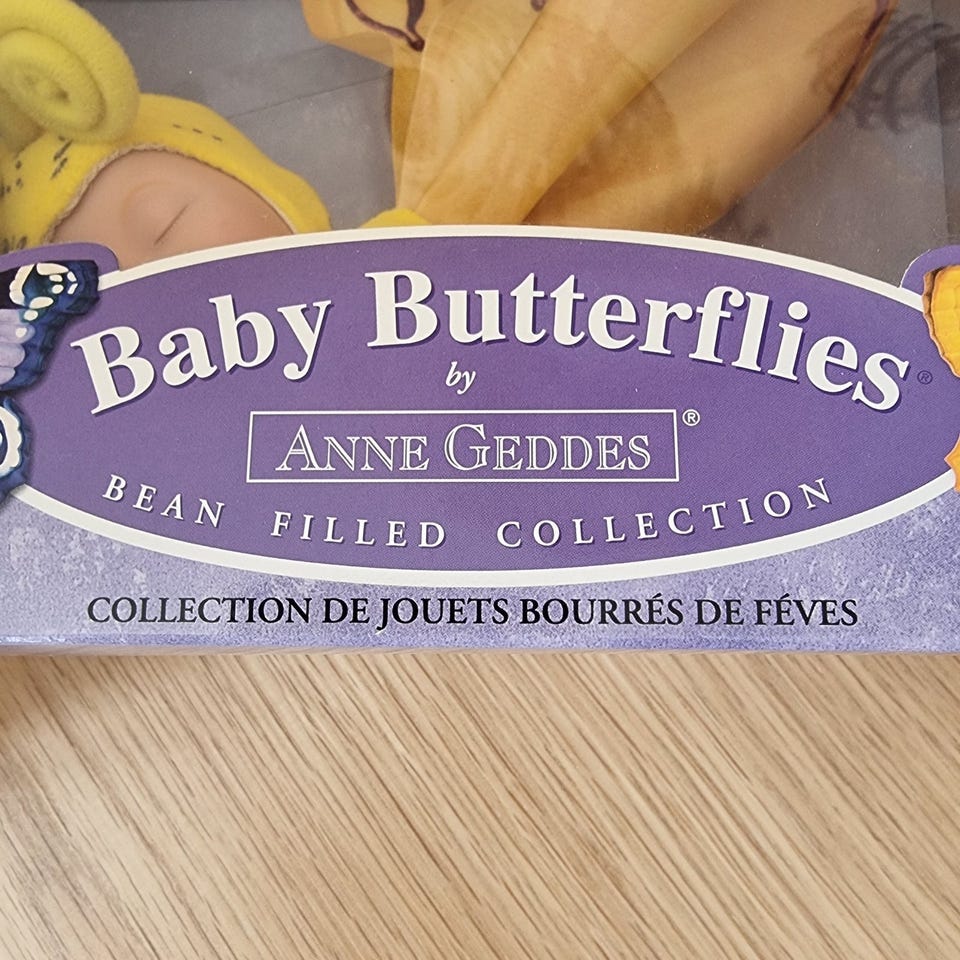 Baby Butterflies®
by
ANNE GEDDES®
BEAN FILLED COLLECTION
COLLECTION DE JOUETS BOURRÉS DE FÉVES